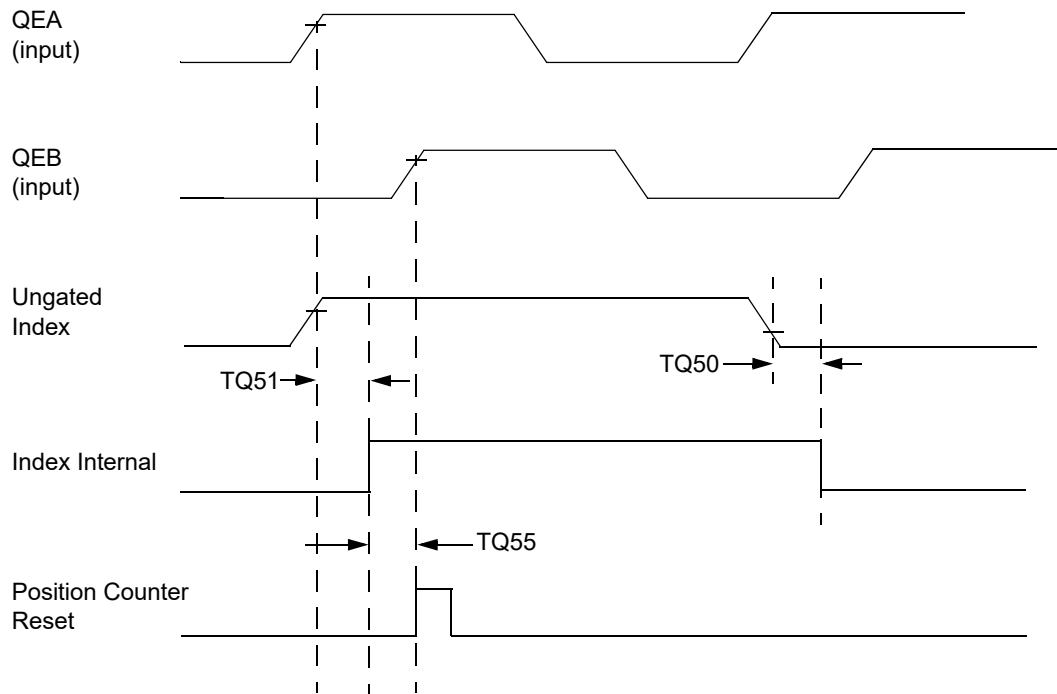 QEA
(input)
QEB
(input)
Ungated
Index
TQ51
TQ50
Index Internal
TQ55
Position Counter
Reset